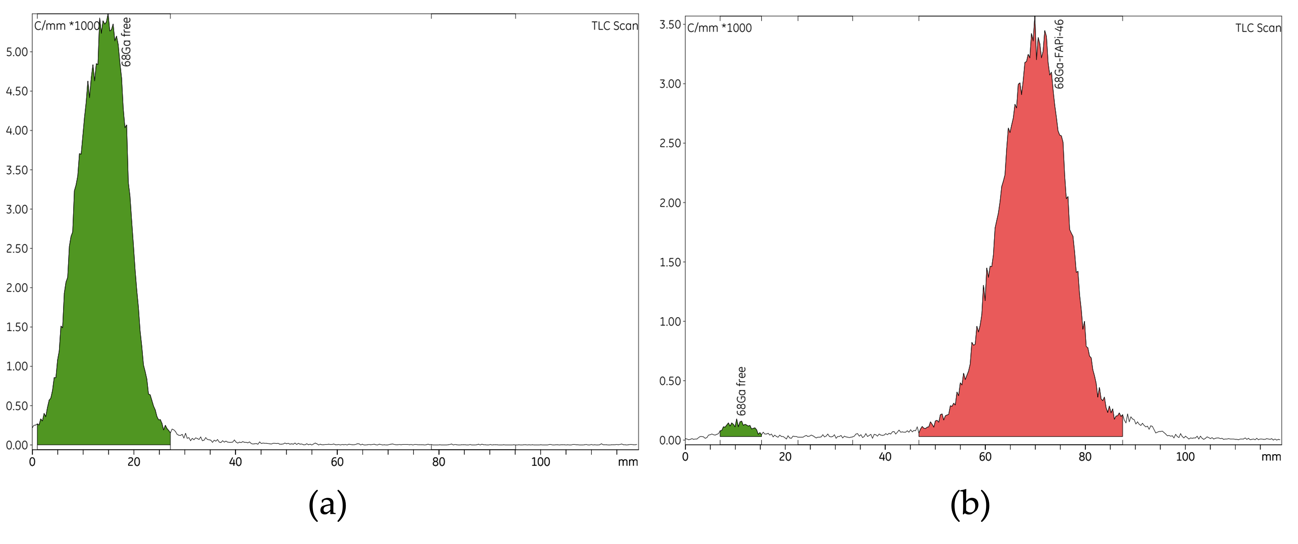 C/mm *1000
68Ga free
TLC Scan
5.00
4.50
4.00
3.50
3.00
2.50
2.00
1.50
1.00
0.50
0.00
0 20 40 60 80 100 mm
(a)
C/mm *1000
68Ga-FAPi-46
TLC Scan
3.50
3.00
2.50
2.00
1.50
1.00
0.50
0.00
68Ga free
0 20 40 60 80 100 mm
(b)